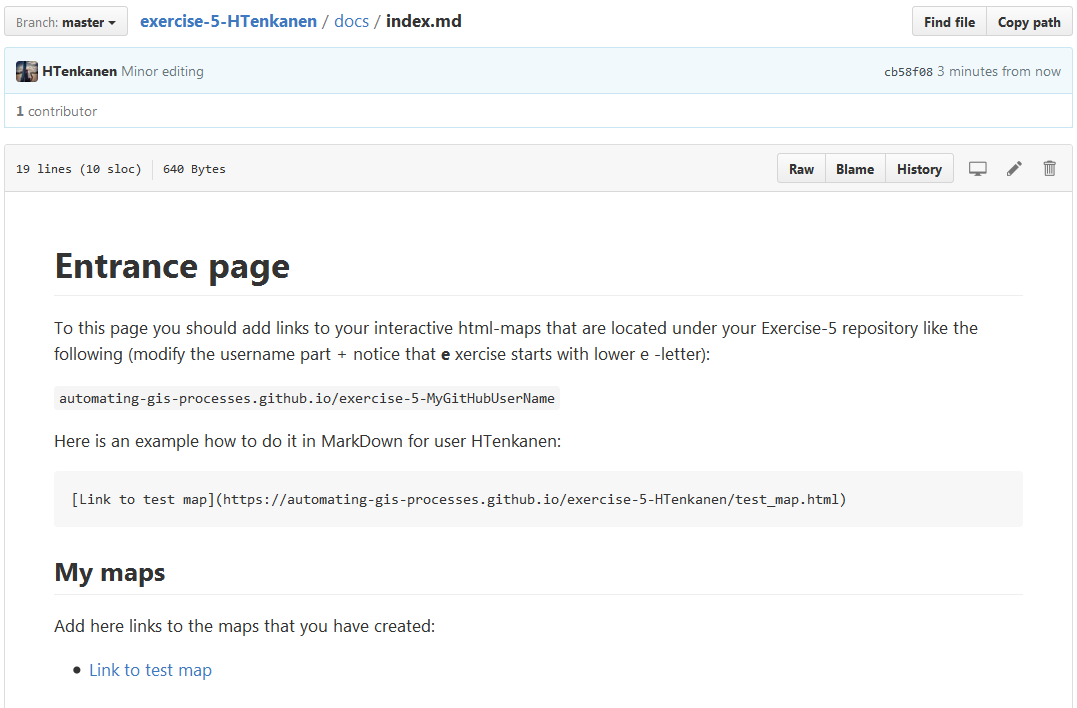 Branch: master
exercise-5-HTenkanen / docs / index.md
Find file
Copy path
HTenkanen Minor editing
cb58f08 3 minutes from now
1 contributor
19 lines (10 sloc)
640 Bytes
Raw
Blame
History
Entrance page
To this page you should add links to your interactive html-maps that are located under your Exercise-5 repository like the
following (modify the username part + notice that e xercise starts with lower e -letter):
automating-gis-processes.github.io/exercise-5-MyGitHubUserName
Here is an example how to do it in MarkDown for user HTenkanen:
[Link to test map](https://automating-gis-processes.github.io/exercise-5-HTenkanen/test_map.html)
My maps
Add here links to the maps that you have created:
Link to test map